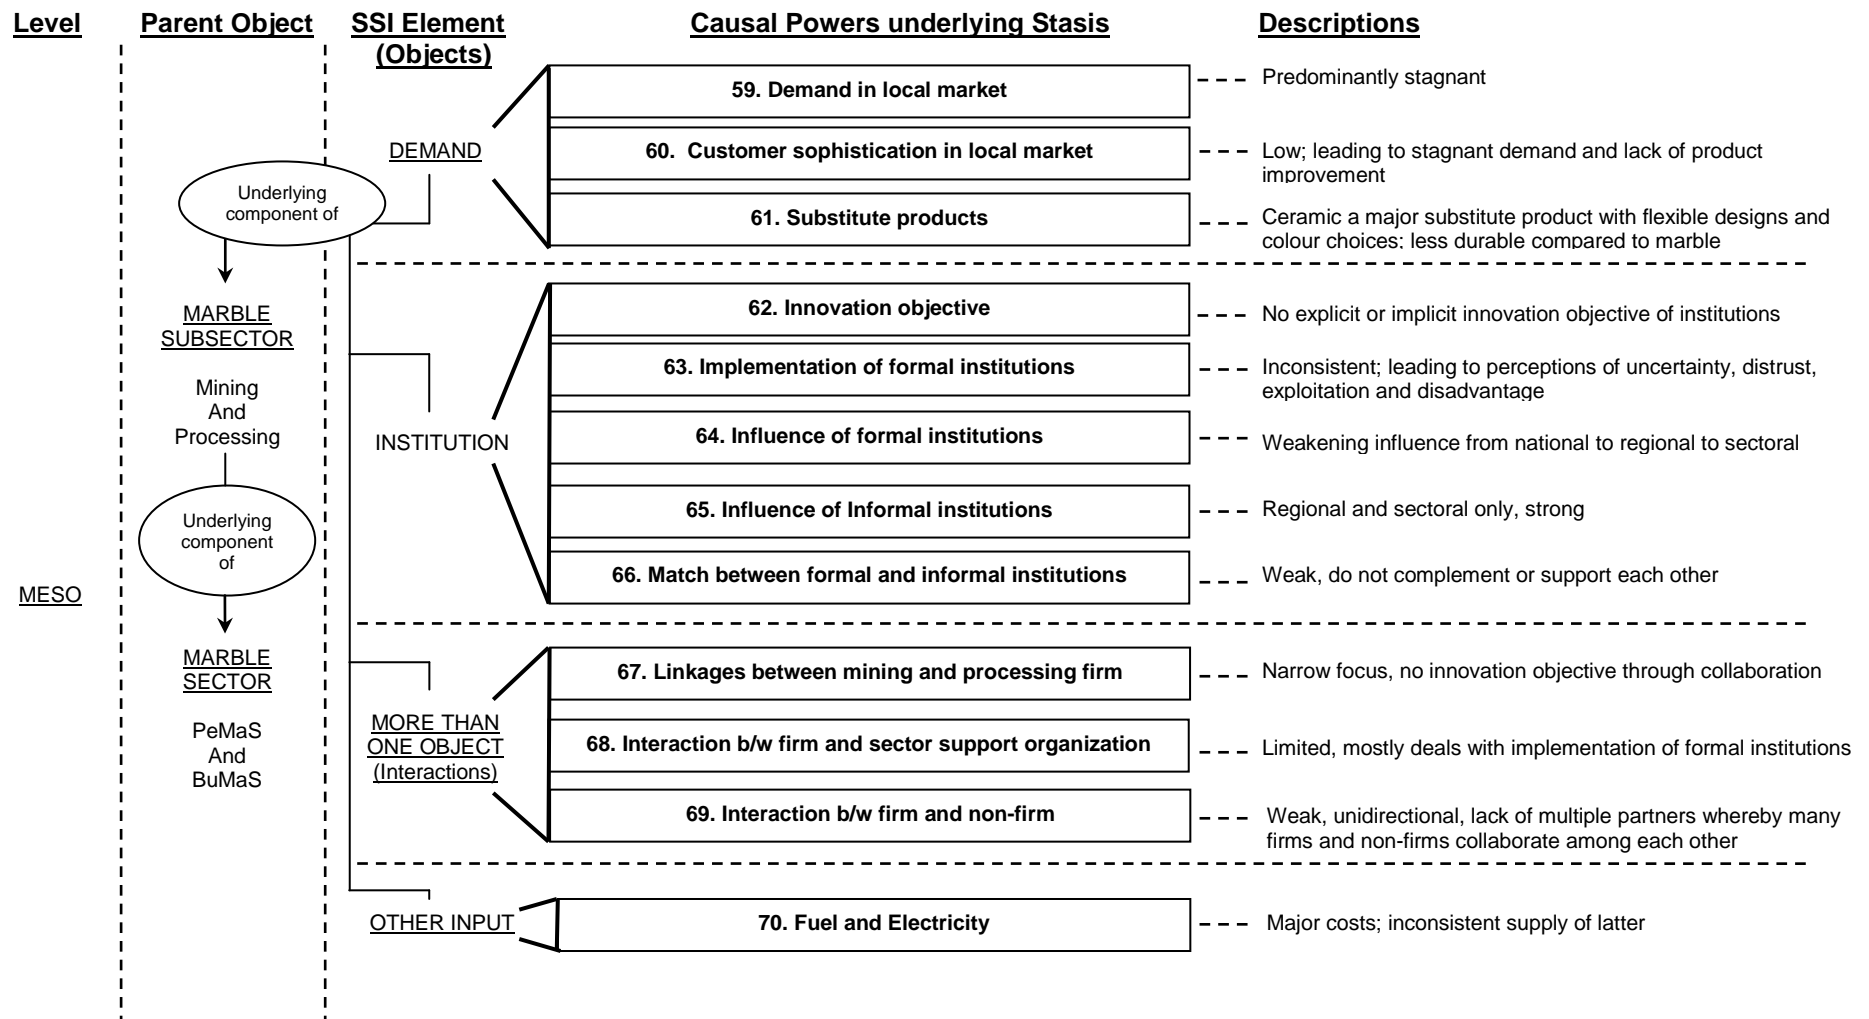 Level
Parent Object
SSI Element
(Objects)
Causal Powers underlying Stasis
Descriptions
MESO
Underlying
component of
MARBLE
SUBSECTOR
Mining
And
Processing
Underlying
component
of
MARBLE
SECTOR
PeMaS
And
BuMaS
DEMAND
59. Demand in local market
Predominantly stagnant
60. Customer sophistication in local market
Low; leading to stagnant demand and lack of product
improvement
61. Substitute products
Ceramic a major substitute product with flexible designs and
colour choices; less durable compared to marble
INSTITUTION
62. Innovation objective
No explicit or implicit innovation objective of institutions
63. Implementation of formal institutions
Inconsistent; leading to perceptions of uncertainty, distrust,
exploitation and disadvantage
64. Influence of formal institutions
Weakening influence from national to regional to sectoral
65. Influence of Informal institutions
Regional and sectoral only, strong
66. Match between formal and informal institutions
Weak, do not complement or support each other
MORE THAN
ONE OBJECT
(Interactions)
67. Linkages between mining and processing firm
Narrow focus, no innovation objective through collaboration
68. Interaction b/w firm and sector support organization
Limited, mostly deals with implementation of formal institutions
69. Interaction b/w firm and non-firm
Weak, unidirectional, lack of multiple partners whereby many
firms and non-firms collaborate among each other
OTHER INPUT
70. Fuel and Electricity
Major costs; inconsistent supply of latter